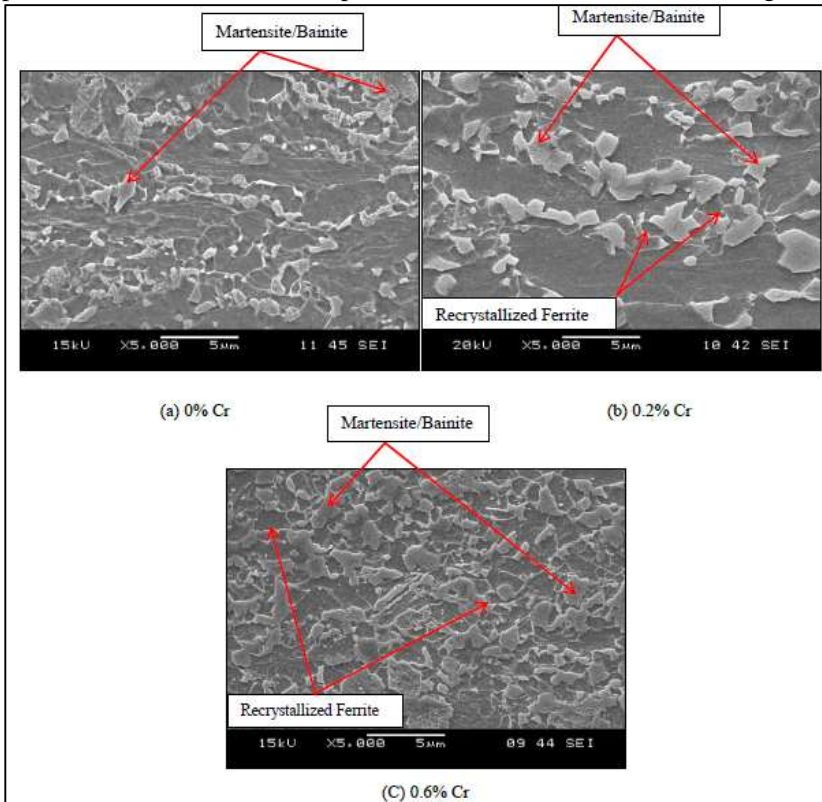 Martensite/Bainite
Martensite/Bainite
Recrystallized Ferrite
15kU X5.000 5μm 11 45 SEI
20kU X5.000 5μm 10 42 SEI
(a) 0% Cr
(b) 0.2% Cr
Martensite/Bainite
Recrystallized Ferrite
15kU X5.000 5μm 09 44 SEI
(C) 0.6% Cr